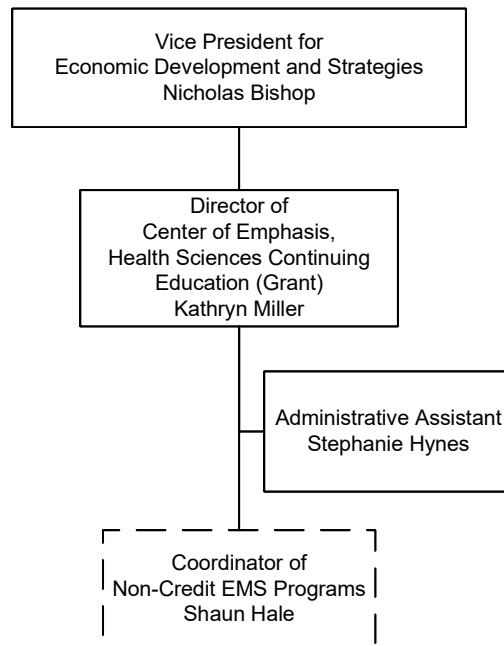 Vice President for
Economic Development and Strategies
Nicholas Bishop
Director of
Center of Emphasis,
Health Sciences Continuing
Education (Grant)
Kathryn Miller
Administrative Assistant
Stephanie Hynes
Coordinator of
Non-Credit EMS Programs
Shaun Hale